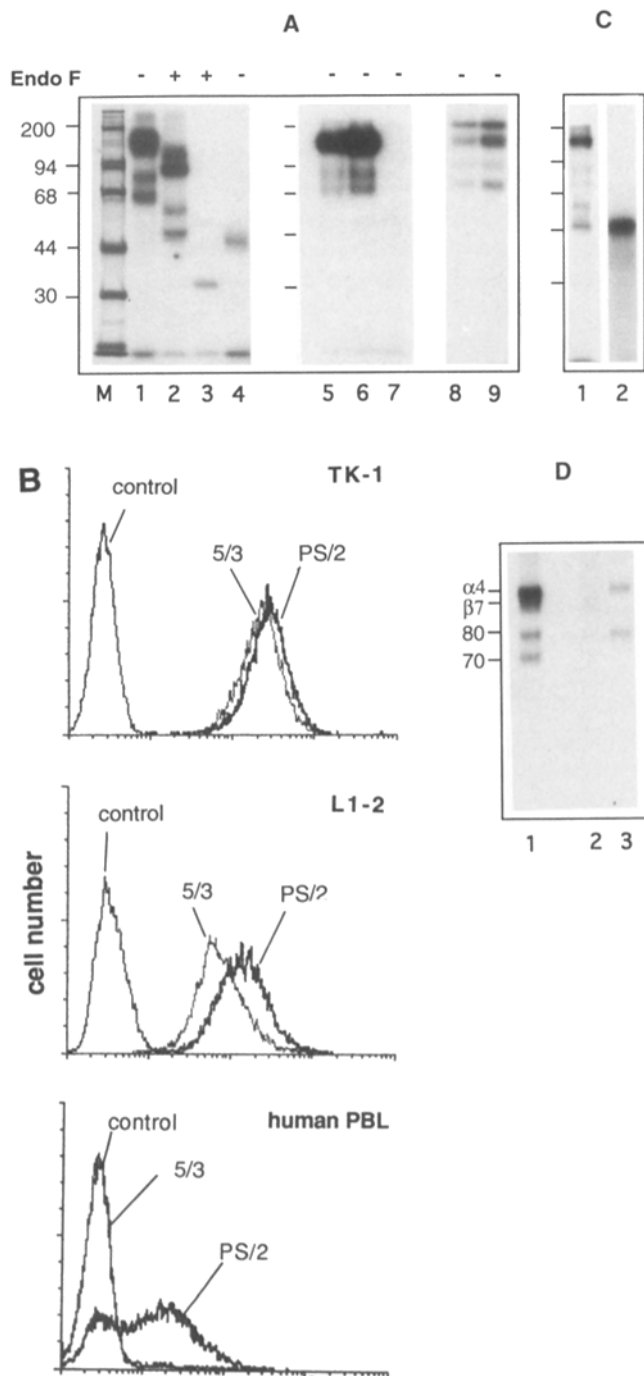 A C
Endo F - + + - - - - - -
200
94
68
44
30
M 1 2 3 4 5 6 7 8 9 1 2
B TK-1
control
5/3 PS/2
D
α4
β7
80
70
1 2 3
L1-2
control
5/3 PS/2
cell number
human PBL
control
5/3
PS/2